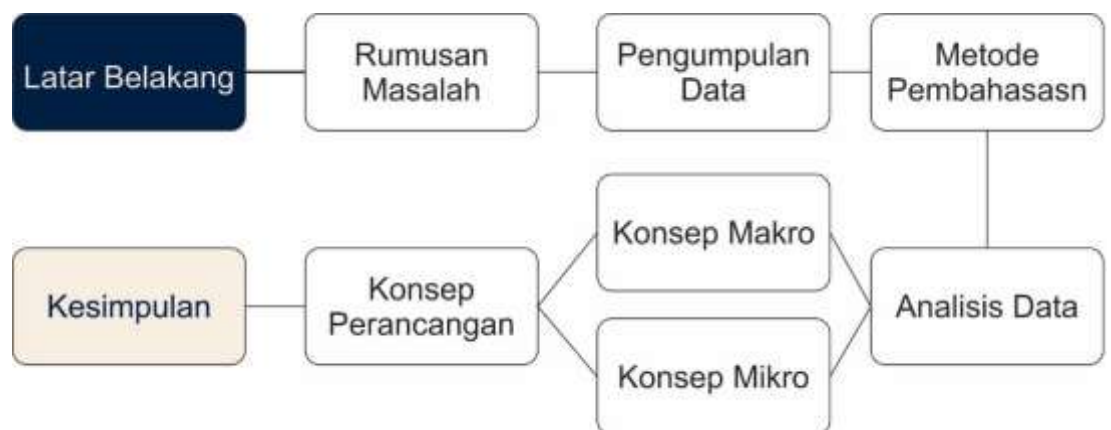 Latar Belakang
Rumusan
Masalah
Pengumpulan
Data
Metode
Pembahasasn
Konsep Makro
Kesimpulan
Konsep
Perancangan
Analisis Data
Konsep Mikro